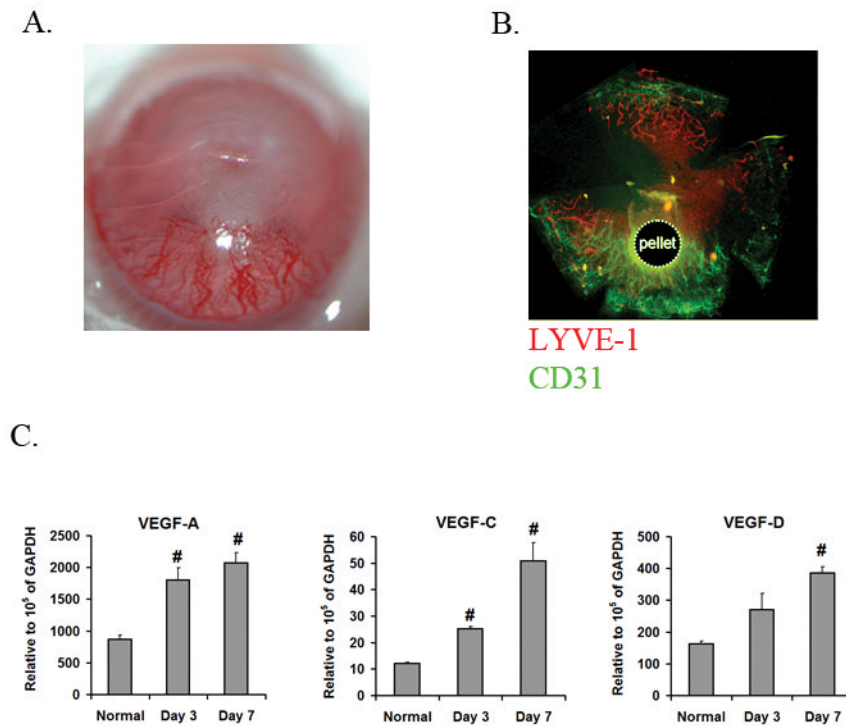 A.
B.
pellet
LYVE-1
CD31
C.
VEGF-A
Relative to 10⁵ of GAPDH
2500
2000
1500
1000
500
0
Normal Day 3 Day 7
#
#
VEGF-C
Relative to 10⁵ of GAPDH
60
50
40
30
20
10
0
Normal Day 3 Day 7
#
#
VEGF-D
Relative to 10⁵ of GAPDH
500
400
300
200
100
0
Normal Day 3 Day 7
#